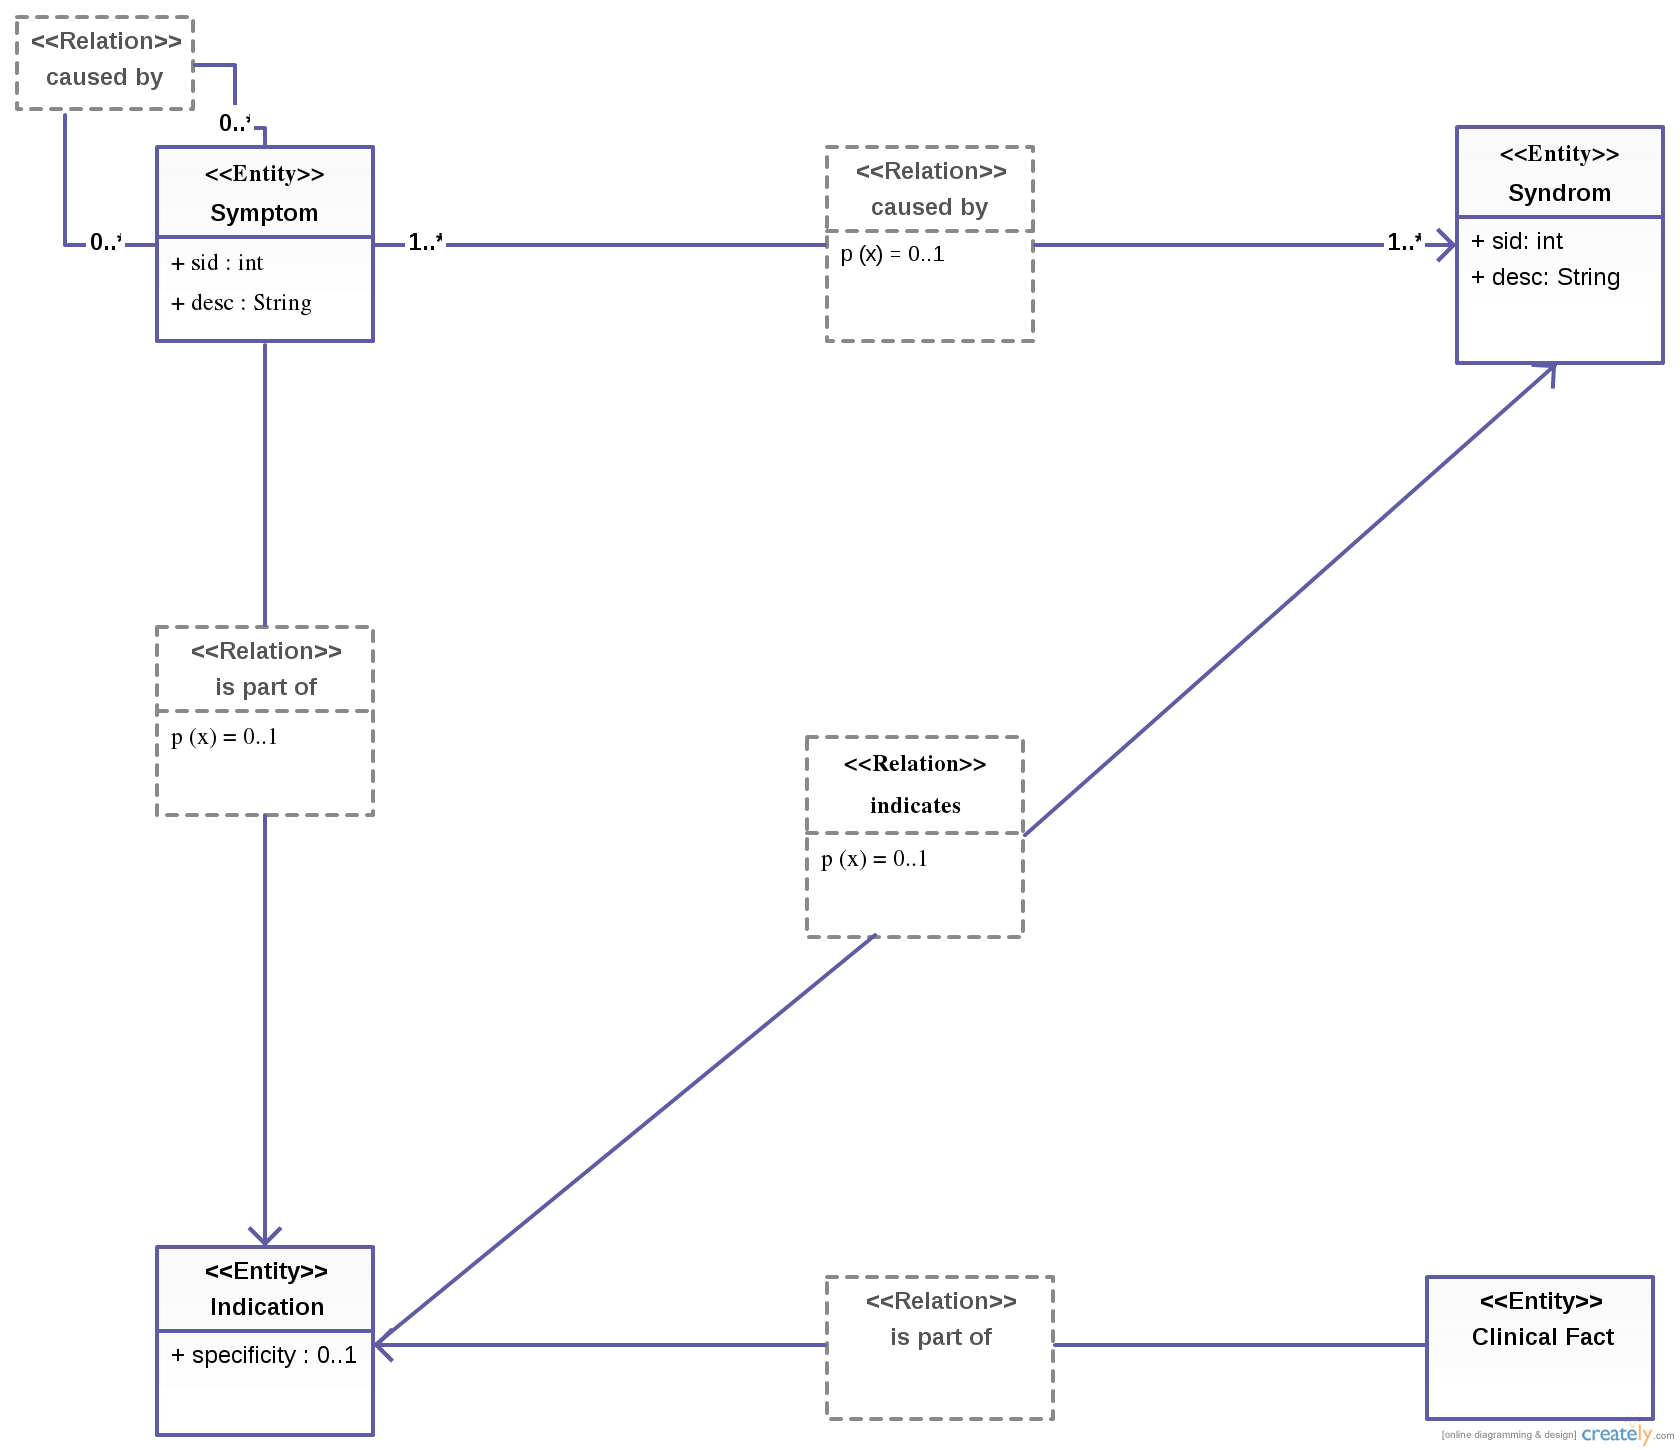 <<Relation>>
caused by
0..*
<<Entity>>
Symptom
+ sid : int
+ desc : String
0..*
1..*
<<Relation>>
caused by
p (x) = 0..1
1..*
<<Entity>>
Syndrom
+ sid: int
+ desc: String
<<Relation>>
is part of
p (x) = 0..1
<<Relation>>
indicates
p (x) = 0..1
<<Entity>>
Indication
+ specificity : 0..1
<<Relation>>
is part of
<<Entity>>
Clinical Fact
[online diagramming & design] creately.com